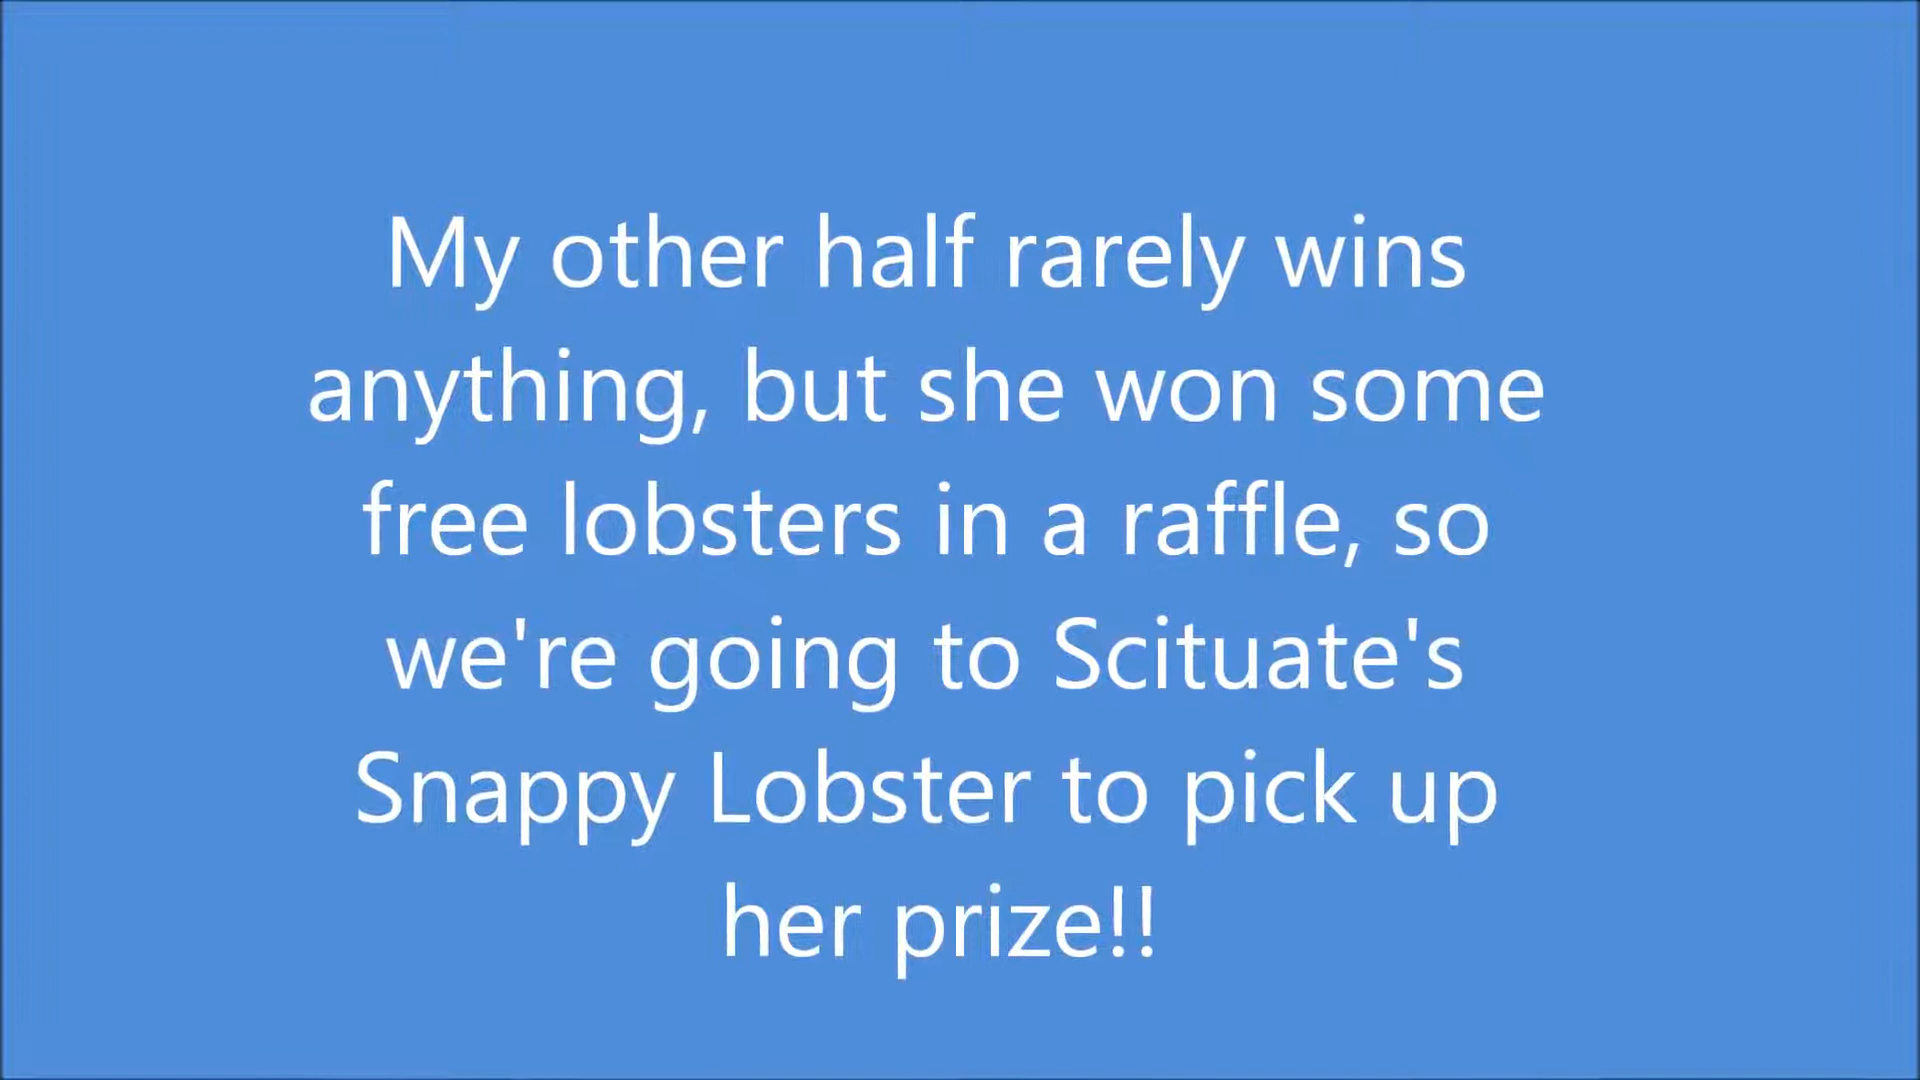 My other half rarely wins
anything, but she won some
free lobsters in a raffle, so
we're going to Scituate's
Snappy Lobster to pick up
her prize!!